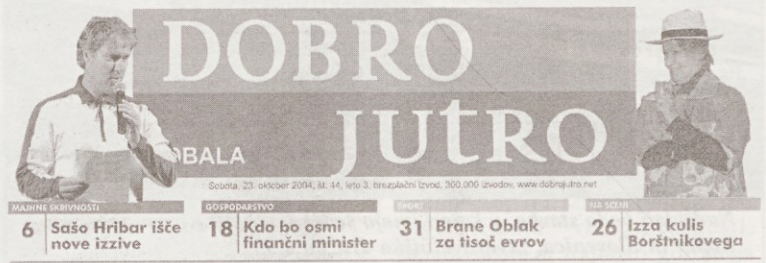 DOBRO
JUtRO
OBALA
Sobota, 23. oktober 2004, št. 44, leto 3, brezplačni izvod, 300.000 izvodov, www.dobrojutro.net
MAJHNE SKRIVNOSTI
6 Sašo Hribar išče
nove izzive
GOSPODARSTVO
18 Kdo bo osmi
finančni minister
ŠPORT
31 Brane Oblak
za tisoč evrov
NA SCENI
26 Izza kulis
Borštnikovega